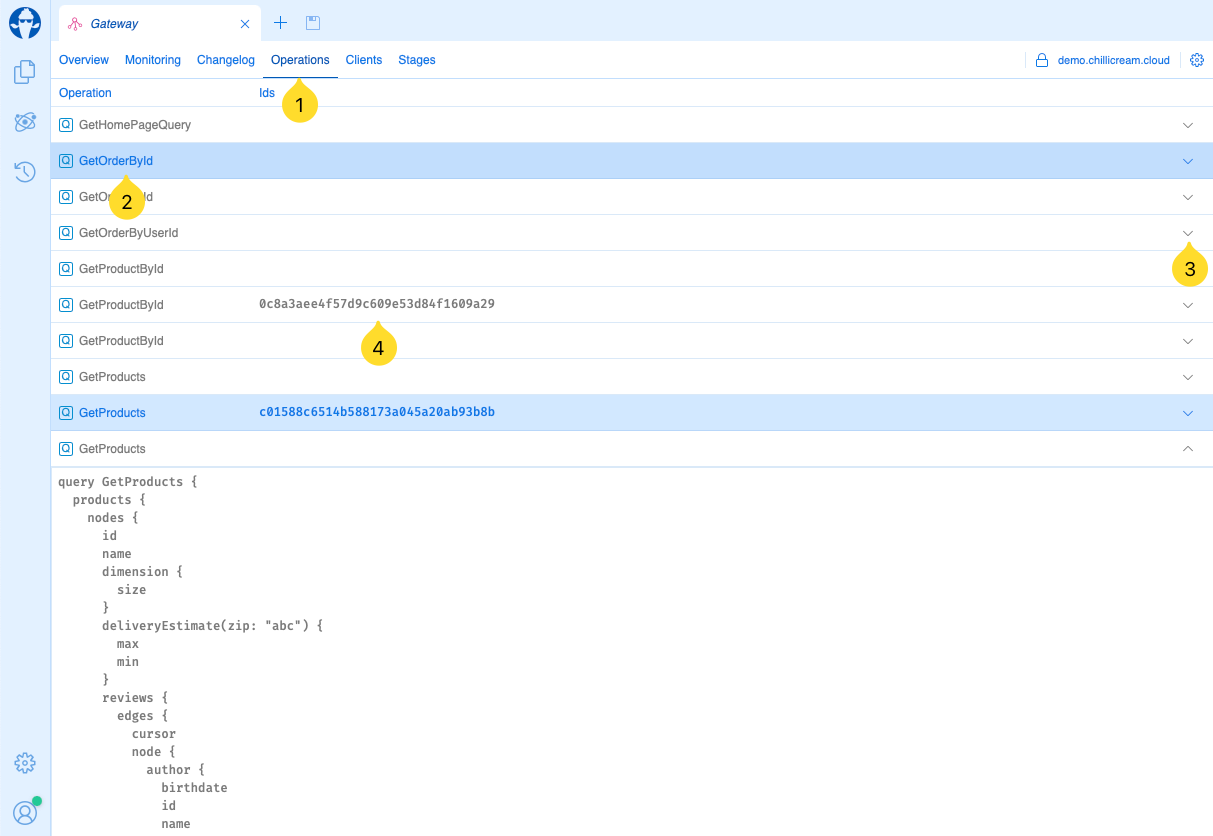 Gateway
Overview Monitoring Changelog Operations Clients Stages demo.chillicream.cloud
Operation Ids
1
Q GetHomePageQuery
Q GetOrderById
2
Q GetOr Id
Q GetOrderByUserId
3
Q GetProductById
Q GetProductById 0c8a3aee4f57d9c609e53d84f1609a29
4
Q GetProductById
Q GetProducts
Q GetProducts c01588c6514b588173a045a20ab93b8b
Q GetProducts
query GetProducts {
products {
nodes {
id
name
dimension {
size
}
deliveryEstimate(zip: "abc") {
max
min
}
reviews {
edges {
cursor
node {
author {
birthdate
id
name